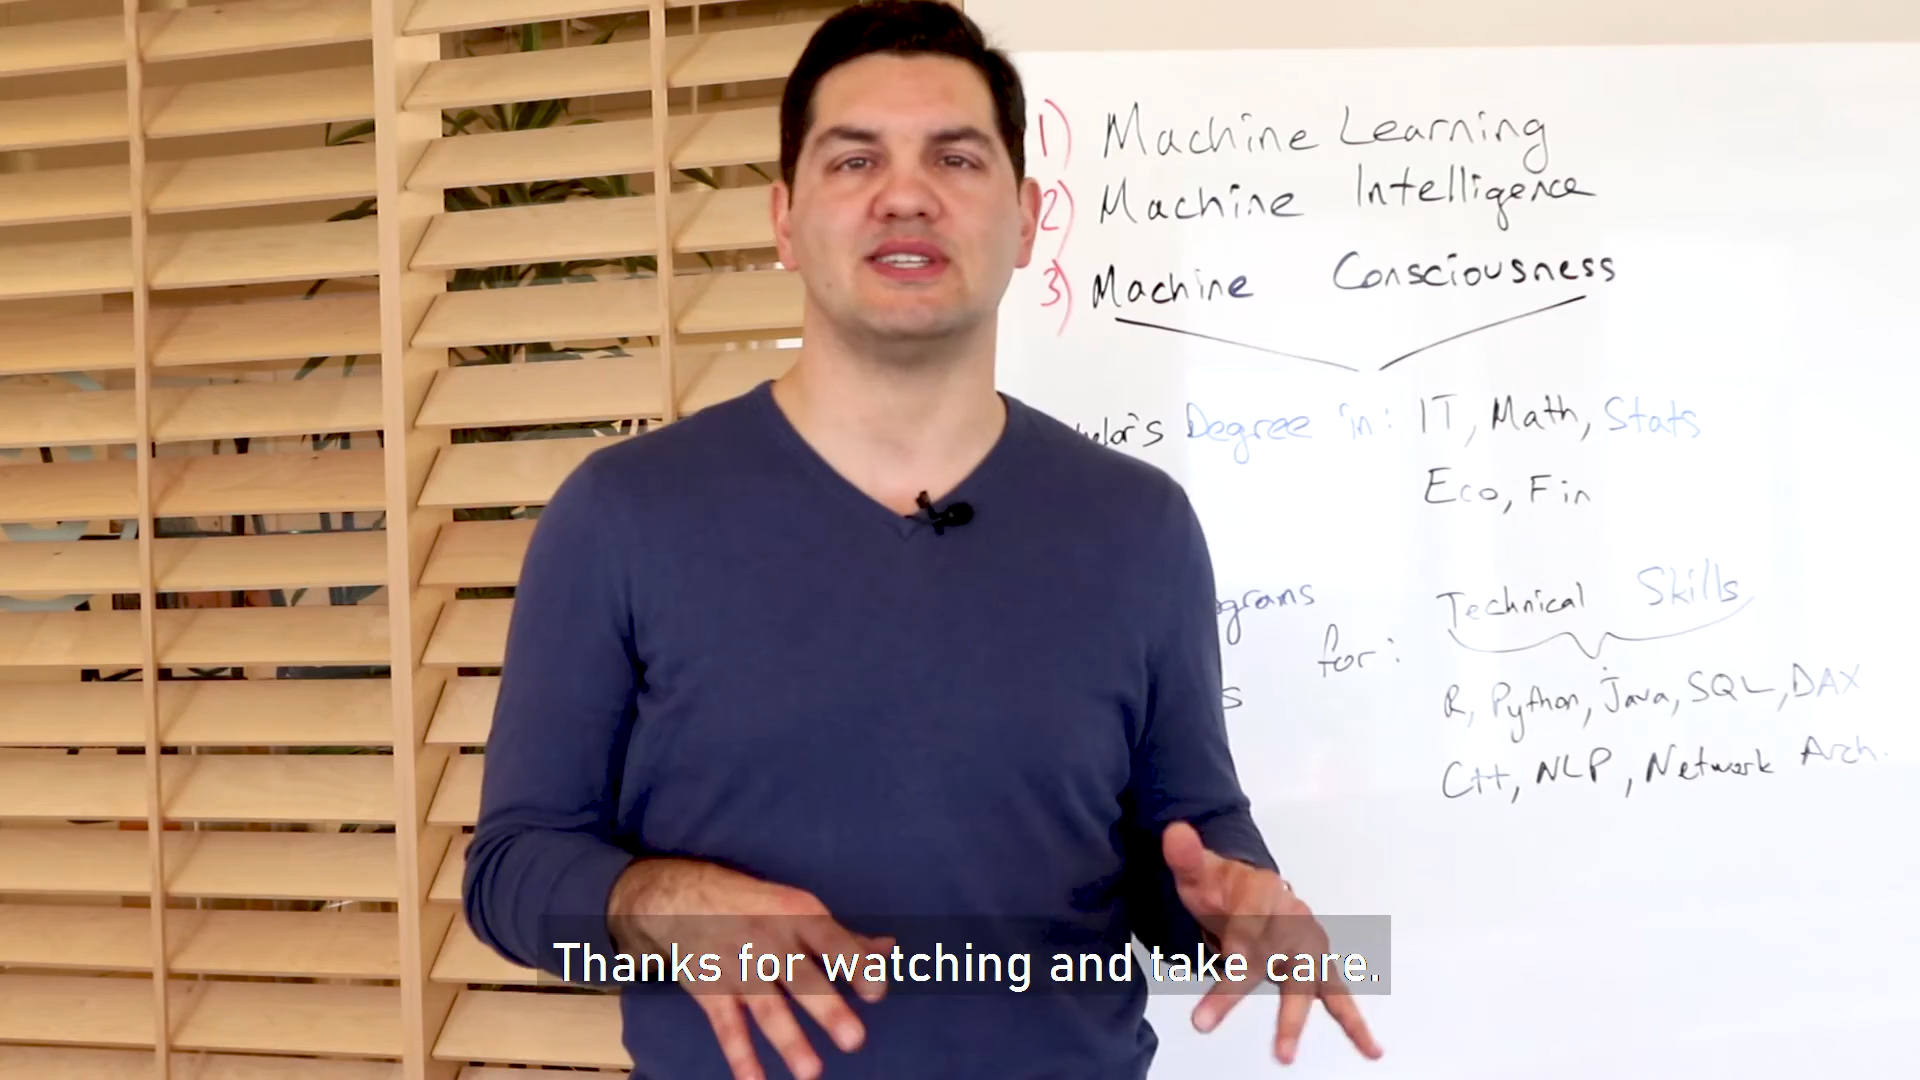 1) Machine Learning
2) Machine Intelligence
3) Machine Consciousness
Degree in: IT, Math, Stats
Eco, Fin
Technical Skills
for:
R, Python, Java, SQL, DAX
C++, NLP, Network Arch.
Thanks for watching and take care.